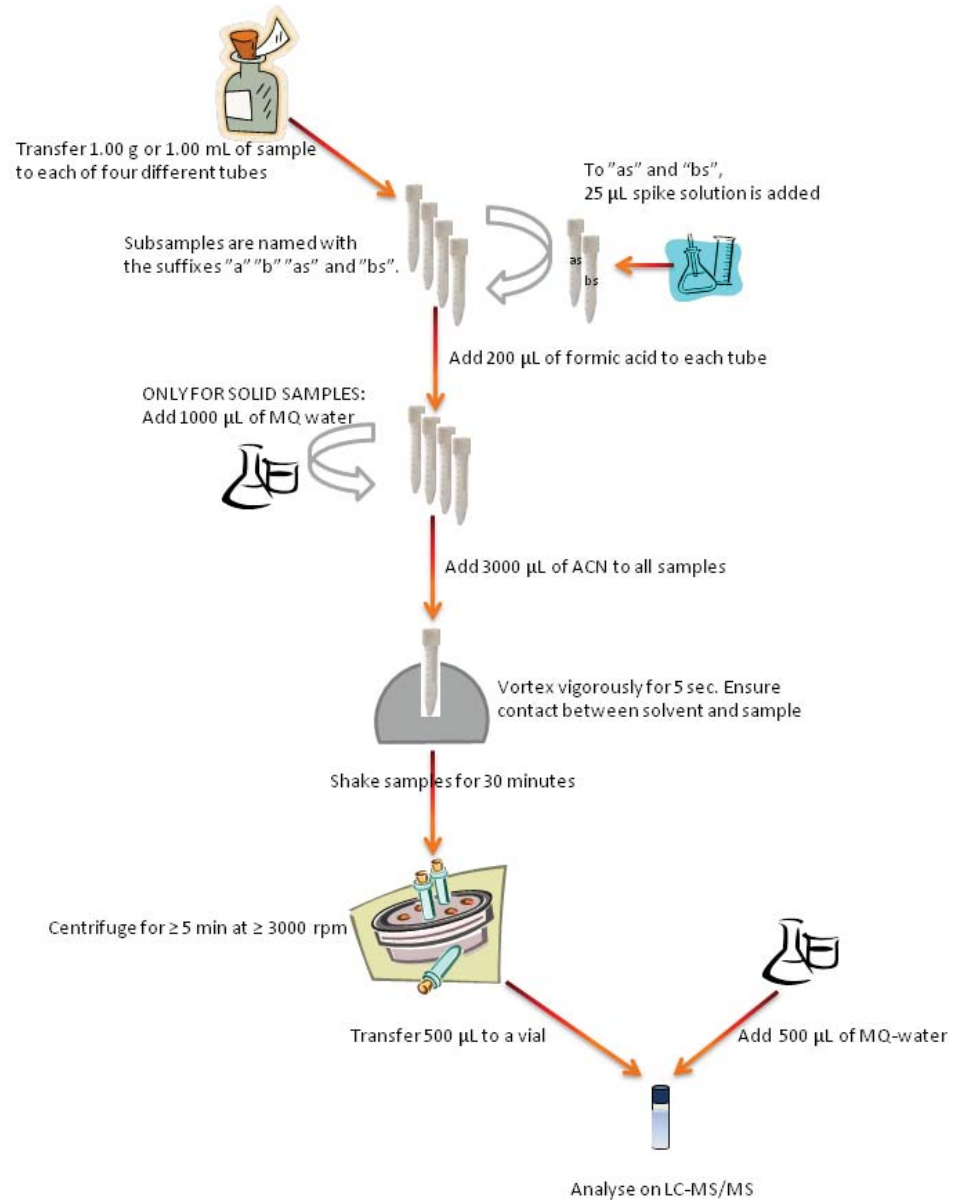 Transfer 1.00 g or 1.00 mL of sample
to each of four different tubes
To ”as” and “bs”,
25 µL spike solution is added
Subsamples are named with
the suffixes ”a” ”b” ”as” and ”bs”.
as
bs
Add 200 µL of formic acid to each tube
ONLY FOR SOLID SAMPLES:
Add 1000 µL of MQ water
Add 3000 µL of ACN to all samples
Vortex vigorously for 5 sec. Ensure
contact between solvent and sample
Shake samples for 30 minutes
Centrifuge for ≥ 5 min at ≥ 3000 rpm
Transfer 500 µL to a vial
Add 500 µL of MQ-water
Analyse on LC-MS/MS